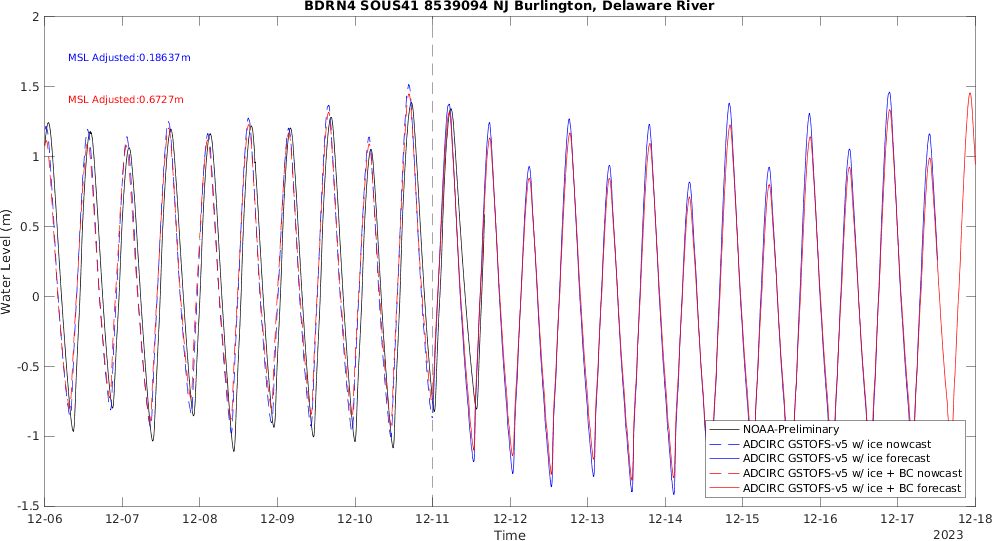 BDRN4 SOUS41 8539094 NJ Burlington, Delaware River
2
1.5
1
0.5
0
-0.5
-1
-1.5
Water Level (m)
MSL Adjusted:0.18637m
MSL Adjusted:0.6727m
NOAA-Preliminary
ADCIRC GSTOFS-v5 w/ ice nowcast
ADCIRC GSTOFS-v5 w/ ice forecast
ADCIRC GSTOFS-v5 w/ ice + BC nowcast
ADCIRC GSTOFS-v5 w/ ice + BC forecast
12-06 12-07 12-08 12-09 12-10 12-11 12-12 12-13 12-14 12-15 12-16 12-17 12-18
Time
2023